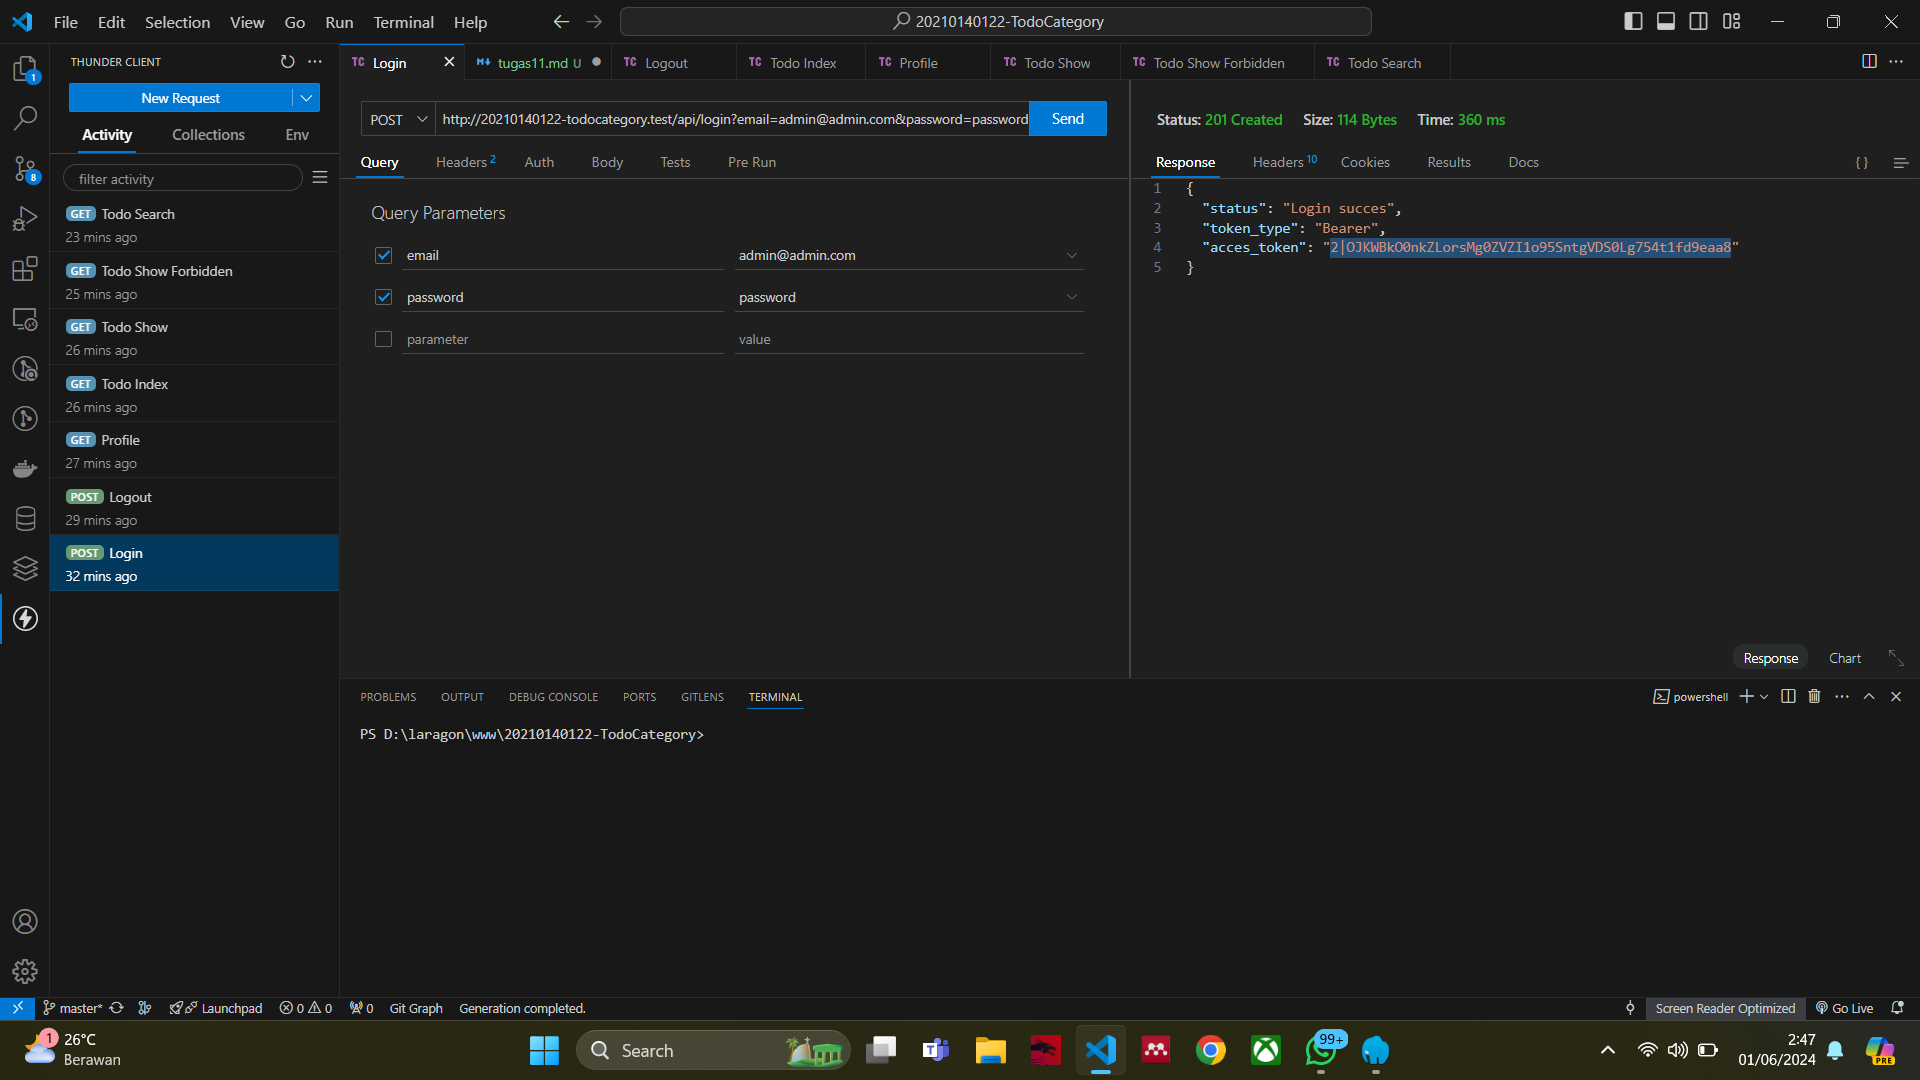 File Edit Selection View Go Run Terminal Help
20210140122-TodoCategory
THUNDER CLIENT
New Request
Activity Collections Env
filter activity
GET Todo Search
23 mins ago
GET Todo Show Forbidden
25 mins ago
GET Todo Show
26 mins ago
GET Todo Index
26 mins ago
GET Profile
27 mins ago
POST Logout
29 mins ago
POST Login
32 mins ago
1
8
TC Login
tugas11.md U
TC Logout
TC Todo Index
TC Profile
TC Todo Show
TC Todo Show Forbidden
TC Todo Search
POST http://20210140122-todocategory.test/api/login?email=admin@admin.com&password=password Send
Query Headers 2 Auth Body Tests Pre Run
Query Parameters
email admin@admin.com
password password
parameter value
Status: 201 Created Size: 114 Bytes Time: 360 ms
Response Headers 10 Cookies Results Docs { }
1 {
2 "status": "Login succes",
3 "token_type": "Bearer",
4 "acces_token": "2|OJKWBkO0nkZLorsMg0ZVZI1o95SntgVDS0Lg754t1fd9eaa8"
5 }
Response Chart
PROBLEMS OUTPUT DEBUG CONSOLE PORTS GITLENS TERMINAL
powershell
PS D:\laragon\www\20210140122-TodoCategory>
master* Launchpad 0 0 0 Git Graph Generation completed.
Screen Reader Optimized Go Live
1
26°C
Berawan
Search
99+
2:47
01/06/2024
PRE